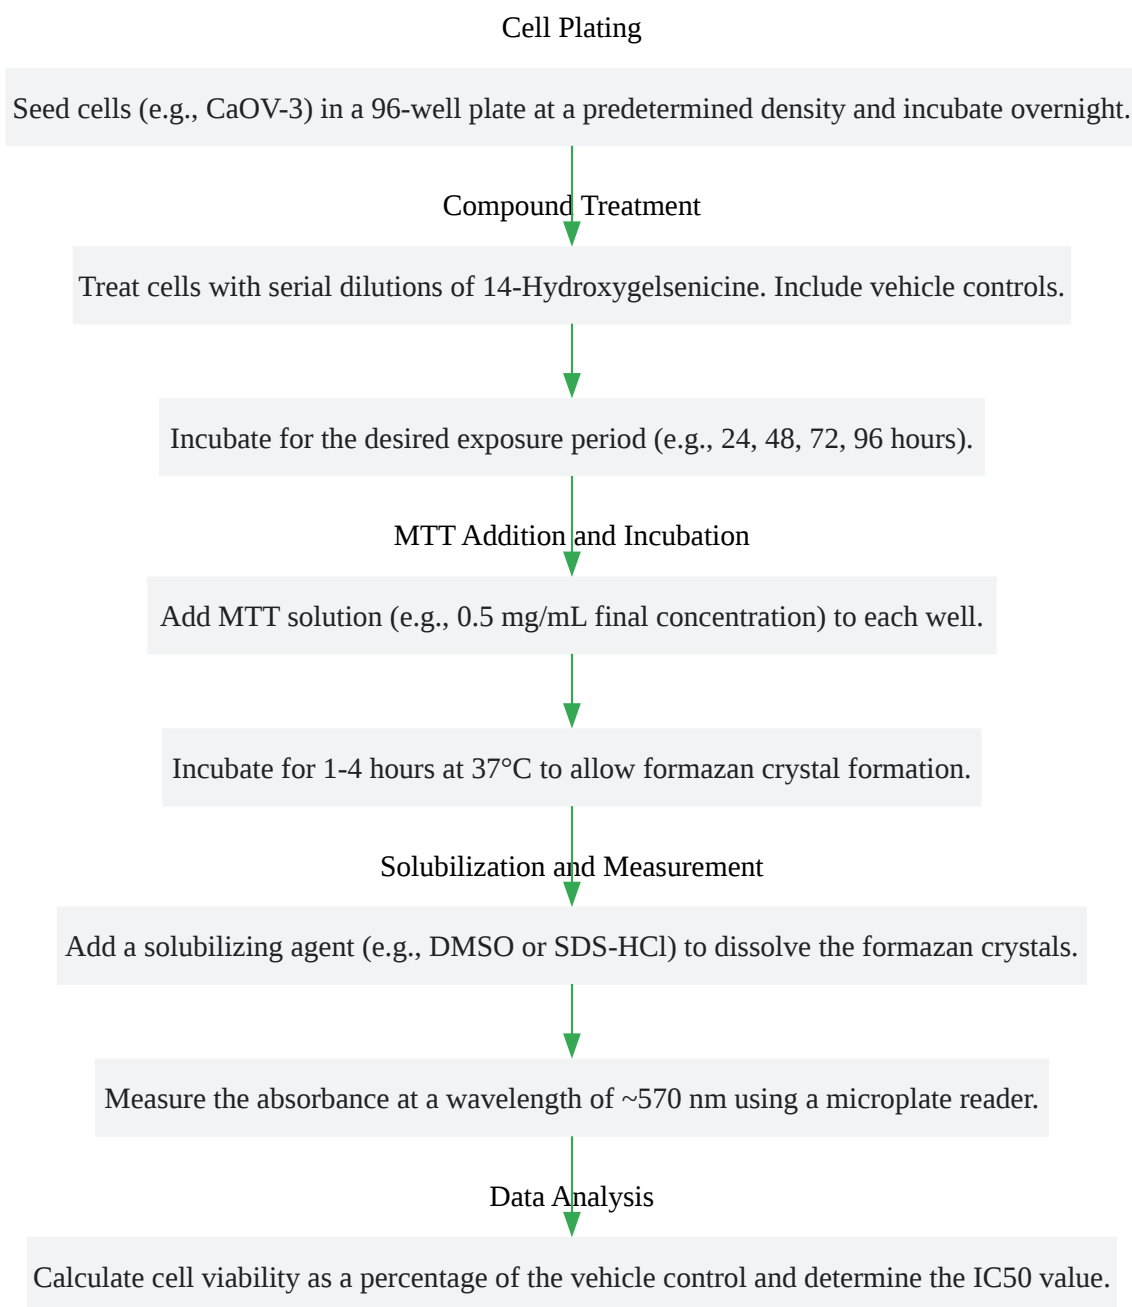 Cell Plating
Seed cells (e.g., CaOV-3) in a 96-well plate at a predetermined density and incubate overnight.
Compound Treatment
Treat cells with serial dilutions of 14-Hydroxygelsenicine. Include vehicle controls.
Incubate for the desired exposure period (e.g., 24, 48, 72, 96 hours).
MTT Addition and Incubation
Add MTT solution (e.g., 0.5 mg/mL final concentration) to each well.
Incubate for 1-4 hours at 37°C to allow formazan crystal formation.
Solubilization and Measurement
Add a solubilizing agent (e.g., DMSO or SDS-HCl) to dissolve the formazan crystals.
Measure the absorbance at a wavelength of ~570 nm using a microplate reader.
Data Analysis
Calculate cell viability as a percentage of the vehicle control and determine the IC50 value.